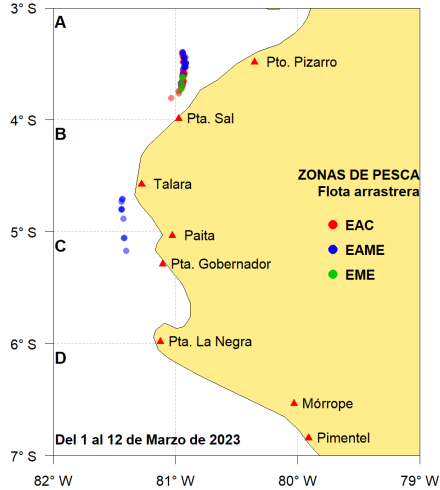 3° S
A
Pto. Pizarro
4° S
Pta. Sal
B
ZONAS DE PESCA
Flota arrastrera
Talara
EAC
5° S
Paita
EAME
C
Pta. Gobernador
EME
6° S
Pta. La Negra
D
Mórrope
Del 1 al 12 de Marzo de 2023
Pimentel
7° S
82° W
81° W
80° W
79° W